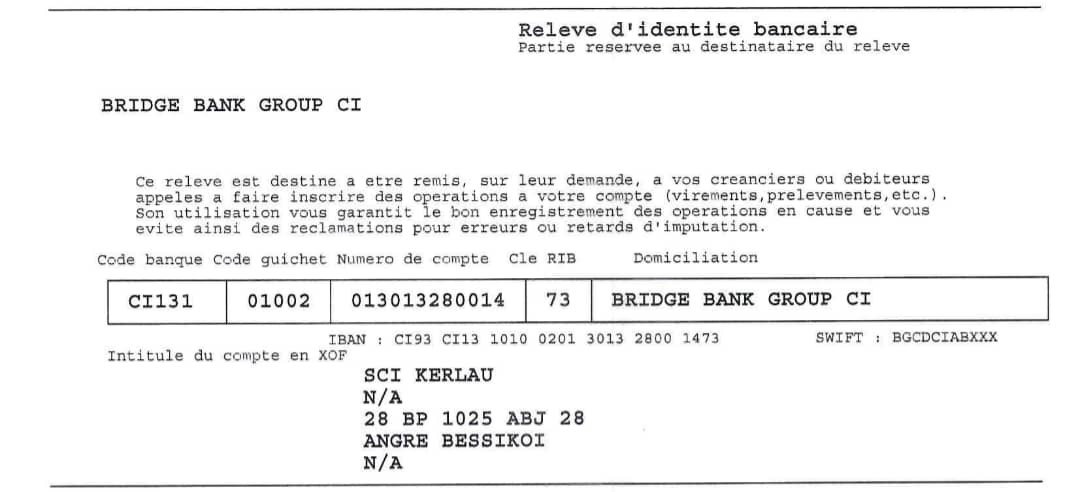 Releve d'identite bancaire
Partie reservee au destinataire du releve
BRIDGE BANK GROUP CI
Ce releve est destine a etre remis, sur leur demande, a vos creanciers ou debiteurs
appeles a faire inscrire des operations a votre compte (virements,prelevements,etc.).
Son utilisation vous garantit le bon enregistrement des operations en cause et vous
evite ainsi des reclamations pour erreurs ou retards d'imputation.
Code banque Code guichet Numero de compte Cle RIB Domiciliation
CI131 01002 013013280014 73 BRIDGE BANK GROUP CI
IBAN : CI93 CI13 1010 0201 3013 2800 1473 SWIFT : BGCDCIABXXX
Intitule du compte en XOF
SCI KERLAU
N/A
28 BP 1025 ABJ 28
ANGRE BESSIKOI
N/A